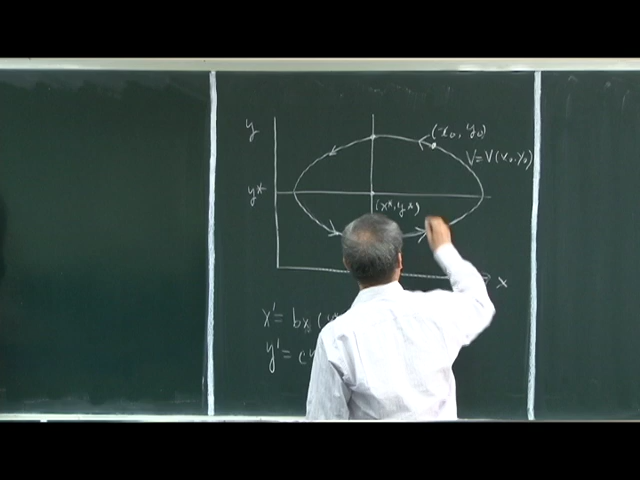 y
(x₀, y₀)
V=V(x₀,y₀)
y*
(x*, y*)
x
x' = bx
y' = c